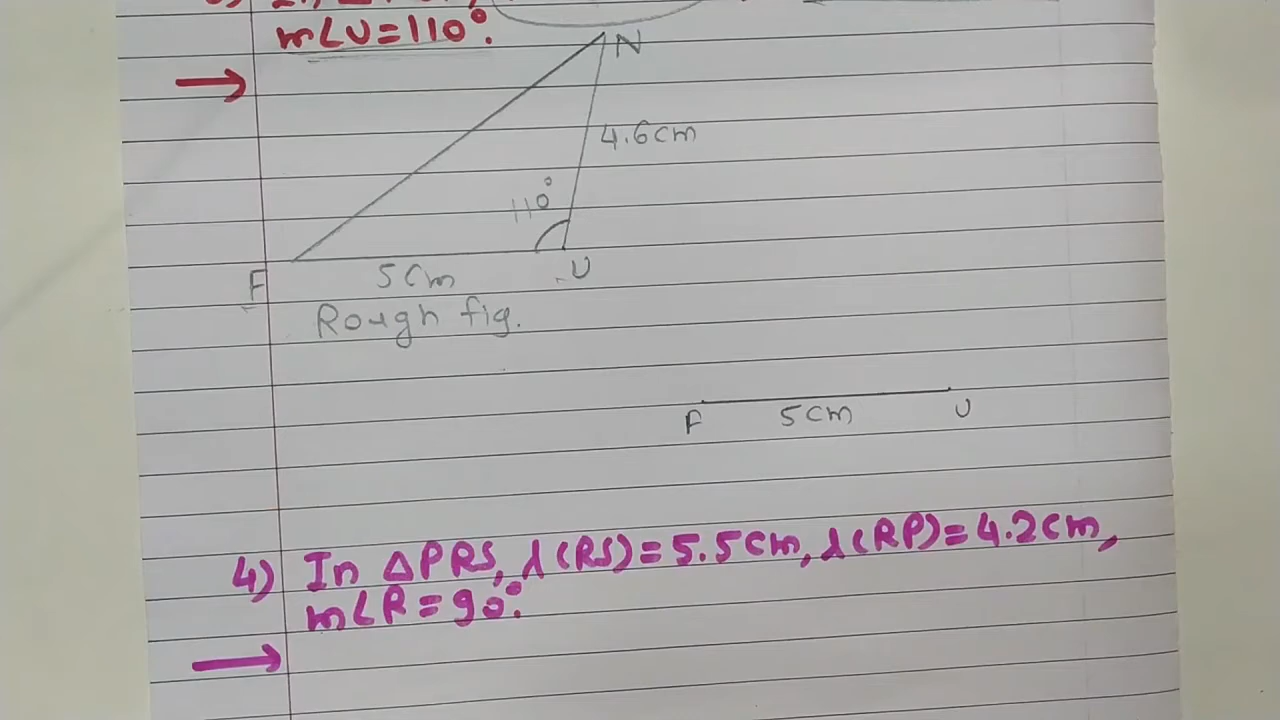 m∠U=110°.
N
4.6cm
110°
F
5cm
U
Rough fig.
F
5cm
U
4) In △PRS, l(RS)=5.5cm, l(RP)=4.2cm,
m∠R=90°.